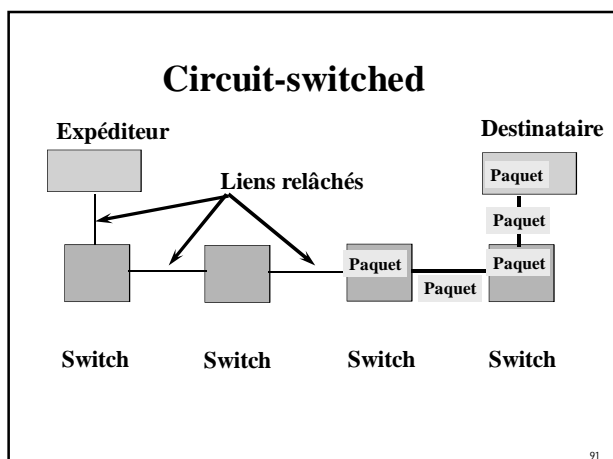 Circuit-switched
Expéditeur
Destinataire
Liens relâchés
Paquet
Paquet
Paquet
Paquet
Paquet
Switch
Switch
Switch
Switch
91